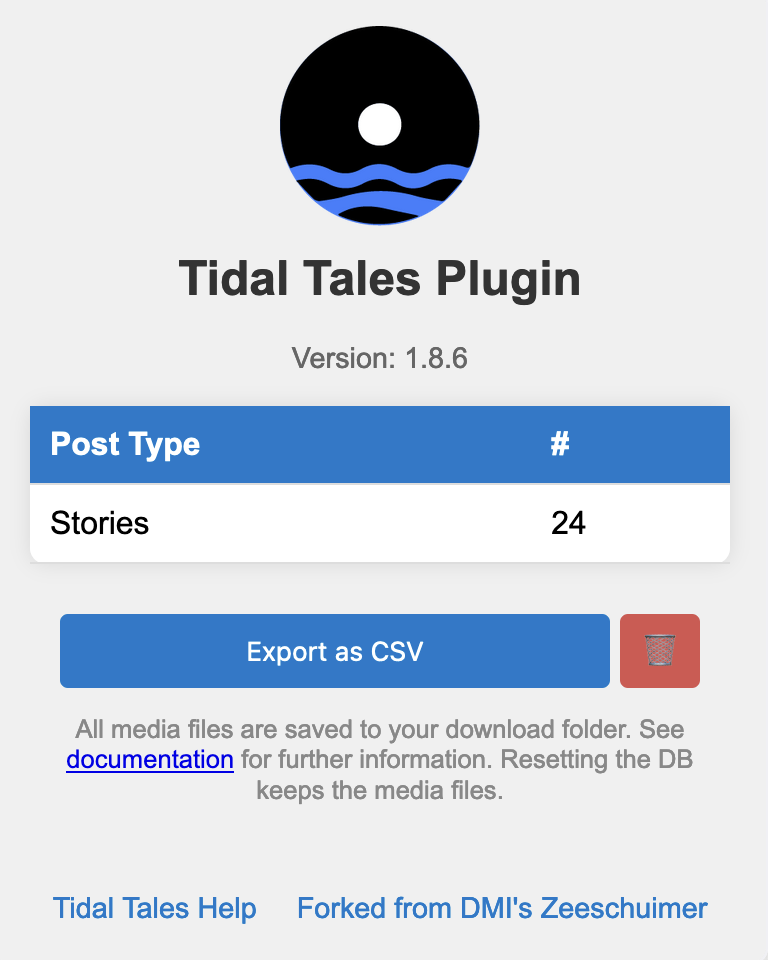 Tidal Tales Plugin
Version: 1.8.6
Post Type #
Stories 24
Export as CSV
All media files are saved to your download folder. See
documentation for further information. Resetting the DB
keeps the media files.
Tidal Tales Help Forked from DMI's Zeeschuimer